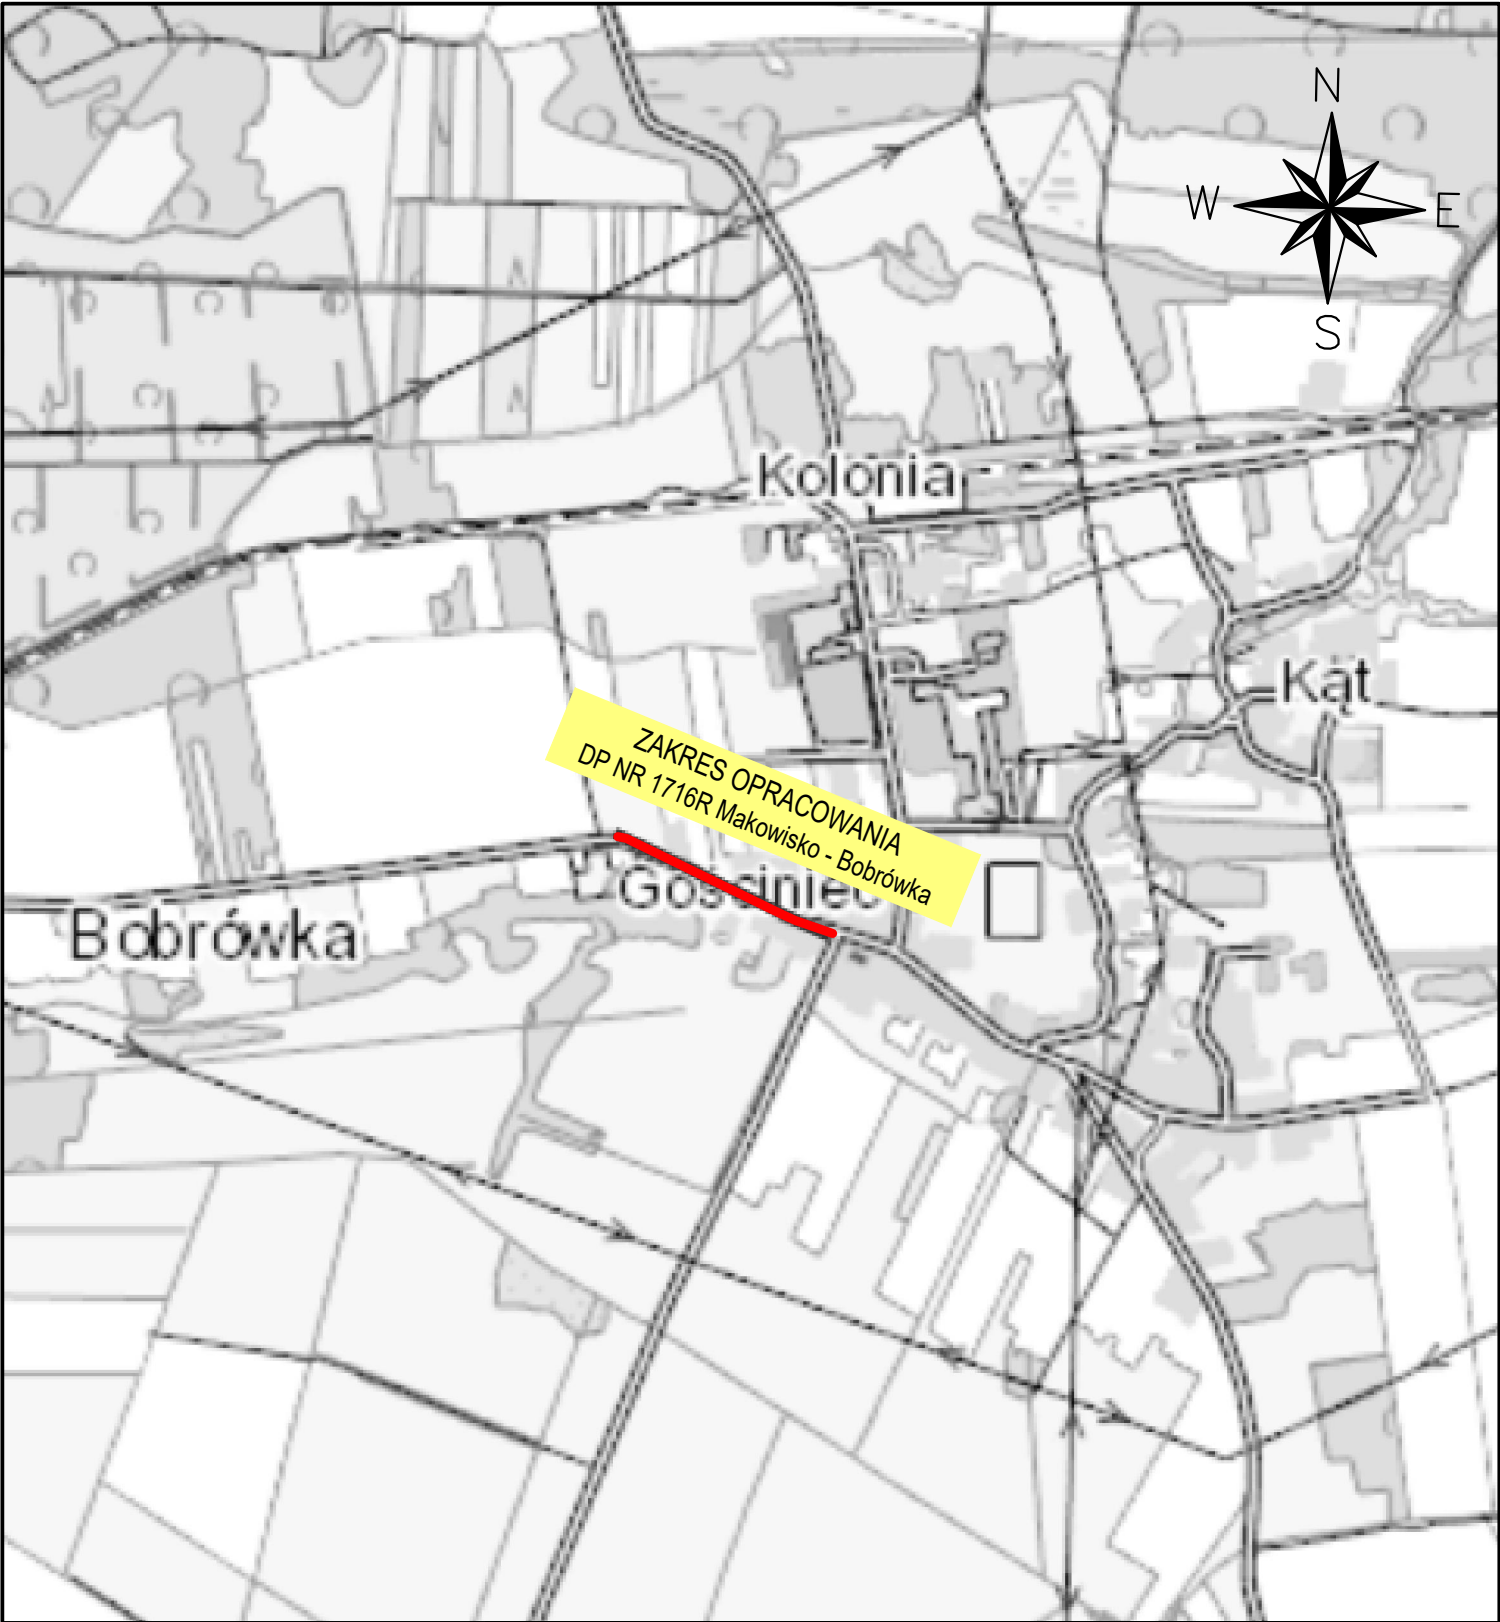 N
W
E
S
Kolonia
Kąt
ZAKRES OPRACOWANIA
DP NR 1716R Makowisko - Bobrówka
Gościniec
Bobrówka